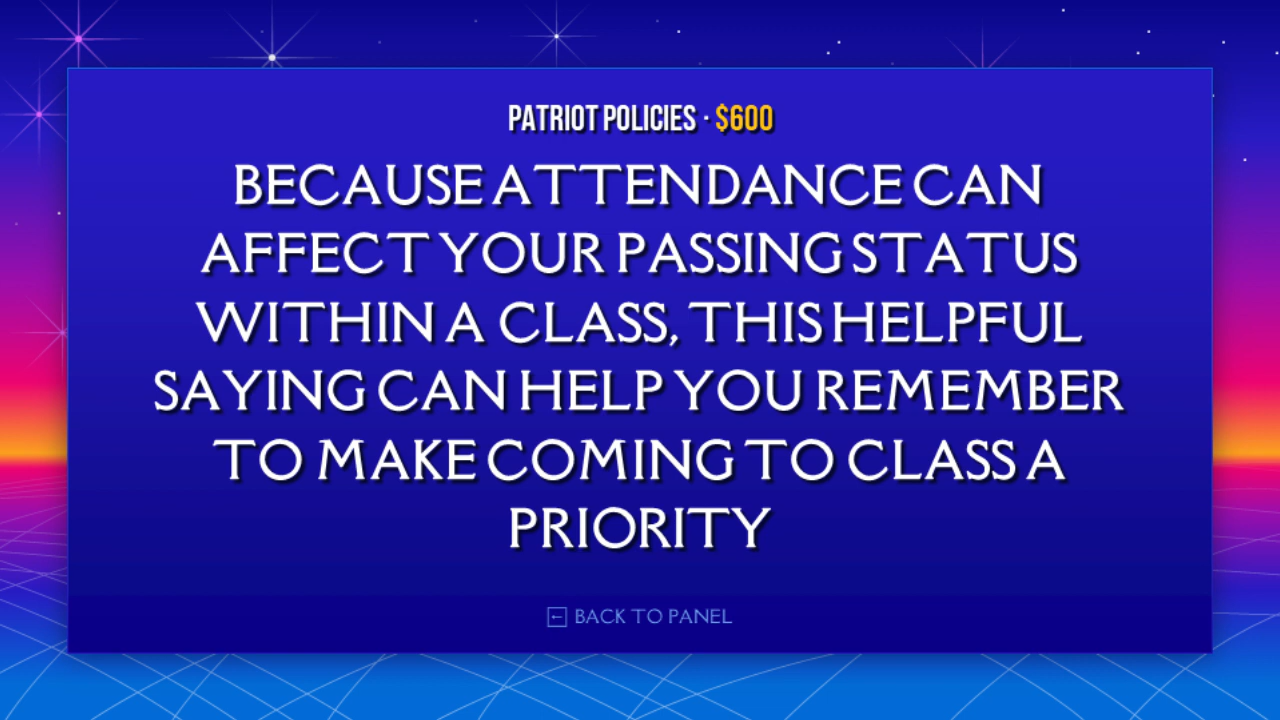 PATRIOT POLICIES · $600
BECAUSE ATTENDANCE CAN
AFFECT YOUR PASSING STATUS
WITHIN A CLASS, THIS HELPFUL
SAYING CAN HELP YOU REMEMBER
TO MAKE COMING TO CLASS A
PRIORITY
← BACK TO PANEL